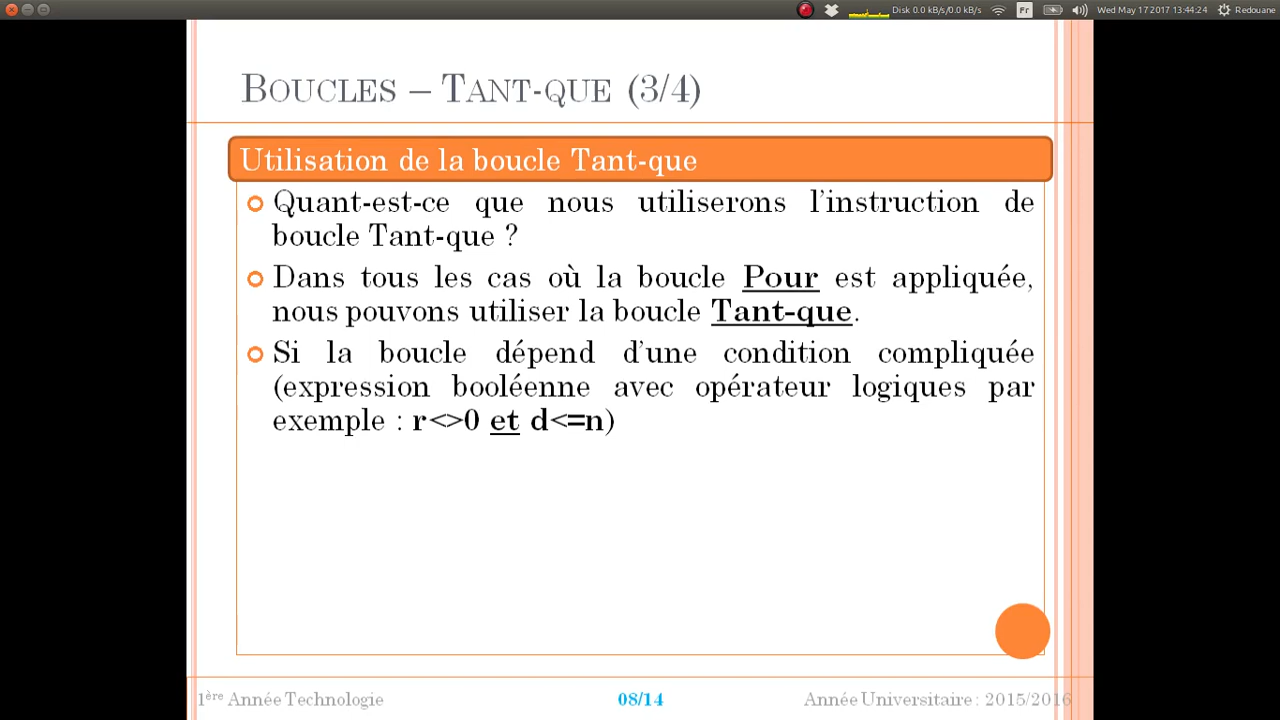 Disk 0.0 kB/s/0.0 kB/s Fr Wed May 17 2017 13:44:24 Redouane
BOUCLES – TANT-QUE (3/4)
Utilisation de la boucle Tant-que
Quant-est-ce que nous utiliserons l'instruction de
boucle Tant-que ?
Dans tous les cas où la boucle Pour est appliquée,
nous pouvons utiliser la boucle Tant-que.
Si la boucle dépend d'une condition compliquée
(expression booléenne avec opérateur logiques par
exemple : r<>0 et d<=n)
1ère Année Technologie 08/14 Année Universitaire : 2015/2016